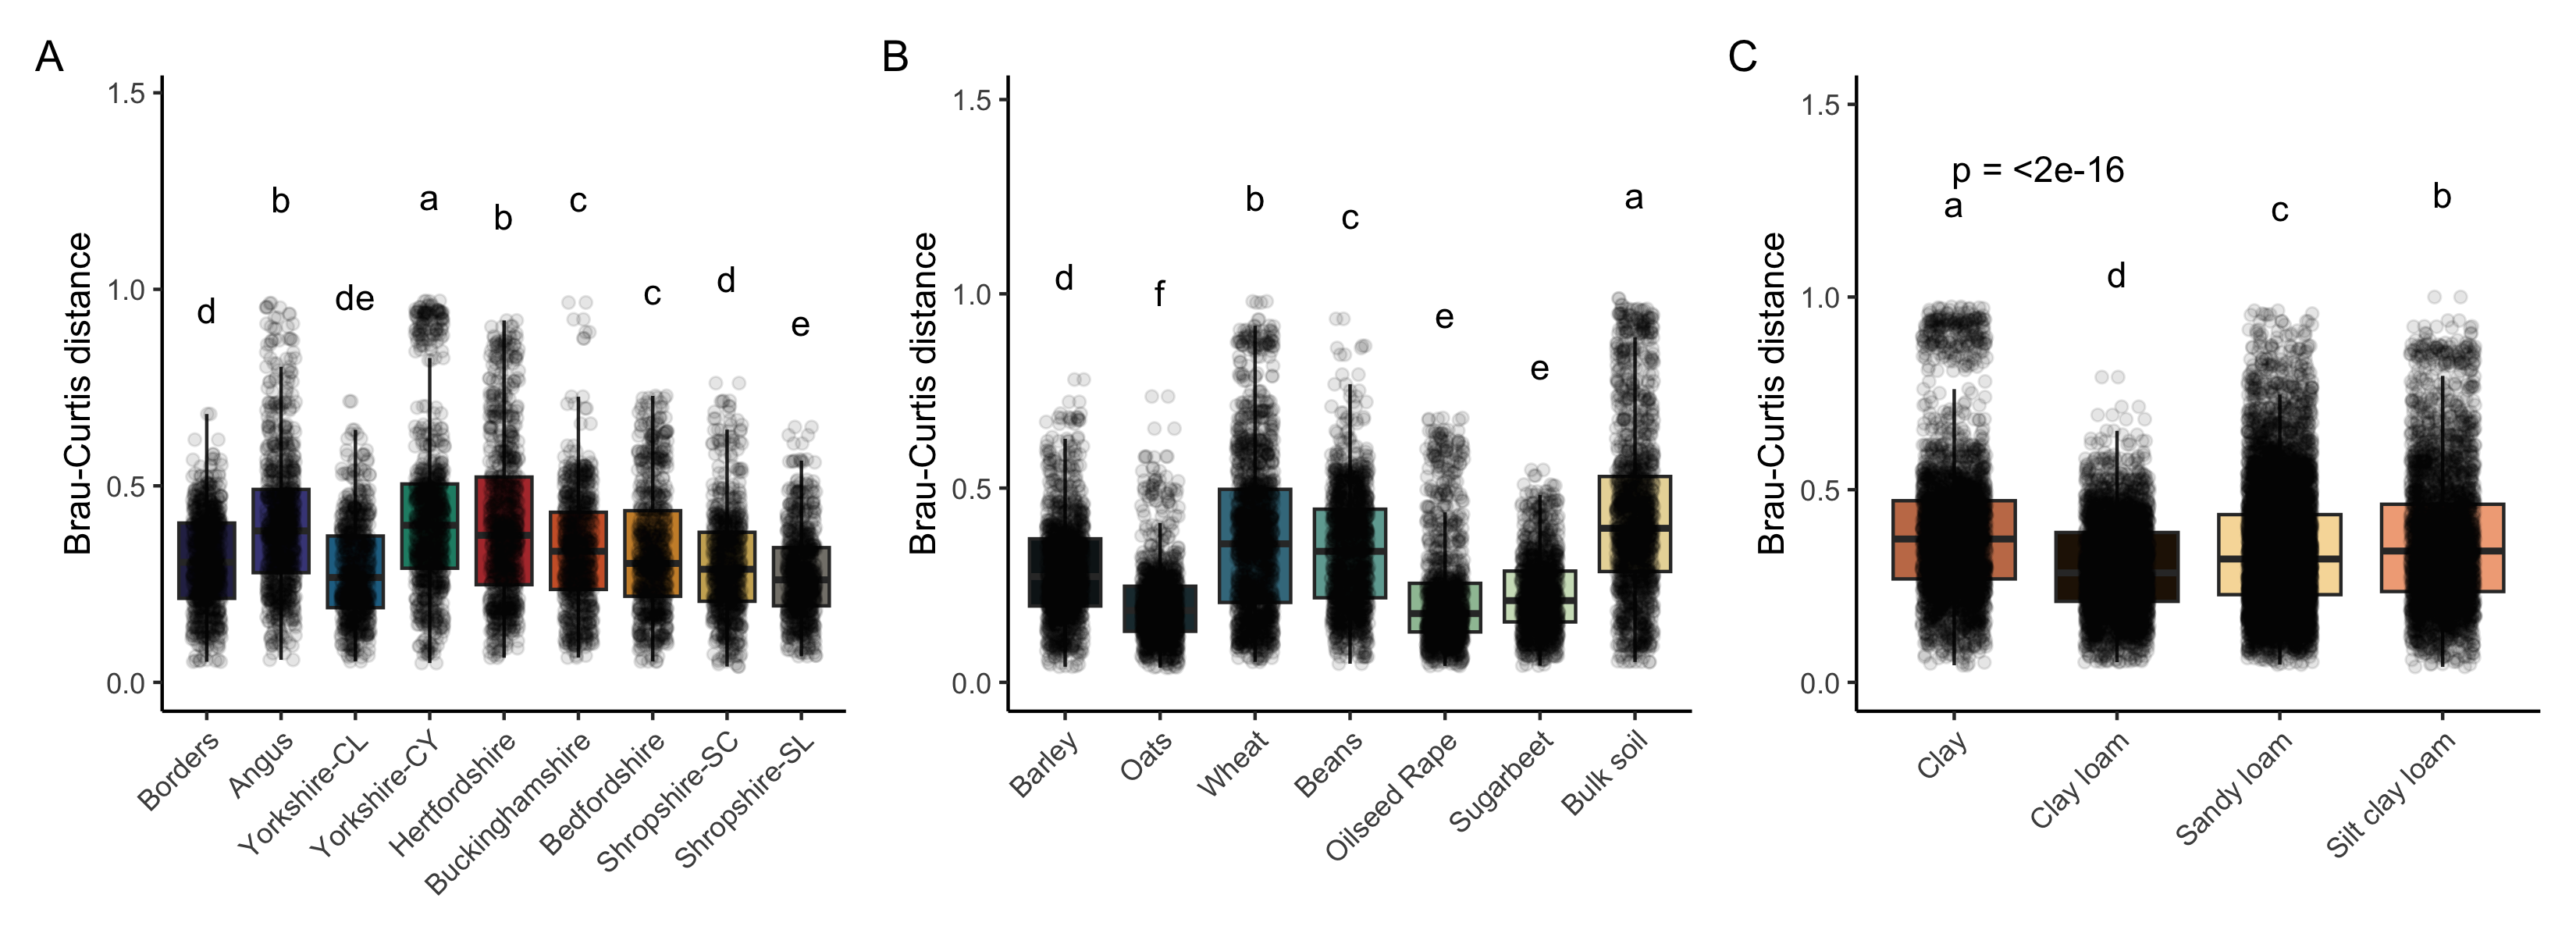 A
Brau-Curtis distance
1.5
1.0
0.5
0.0
d
b
de
a
b
c
c
d
e
Borders
Angus
Yorkshire-CL
Yorkshire-CY
Hertfordshire
Buckinghamshire
Bedfordshire
Shropshire-SC
Shropshire-SL
B
Brau-Curtis distance
1.5
1.0
0.5
0.0
d
f
b
c
e
e
a
Barley
Oats
Wheat
Beans
Oilseed Rape
Sugarbeet
Bulk soil
C
Brau-Curtis distance
1.5
1.0
0.5
0.0
p = <2e-16
a
d
c
b
Clay
Clay loam
Sandy loam
Silt clay loam